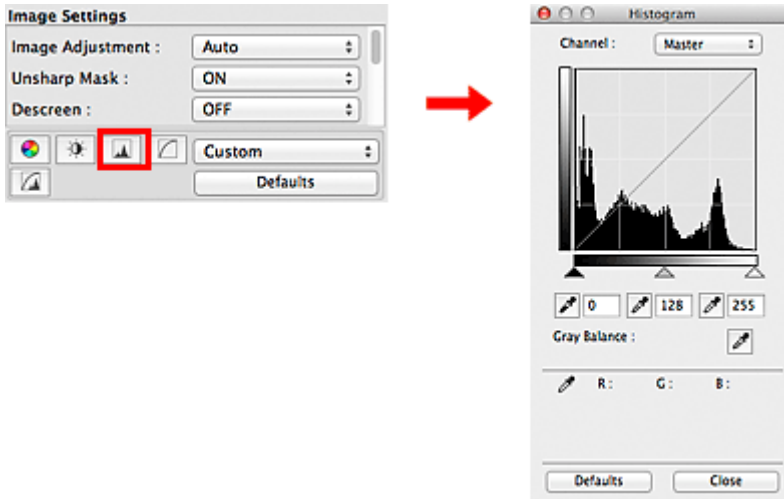 Image Settings
Image Adjustment : Auto
Unsharp Mask : ON
Descreen : OFF
Custom
Defaults
Histogram
Channel : Master
0 128 255
Gray Balance :
R : G : B :
Defaults Close